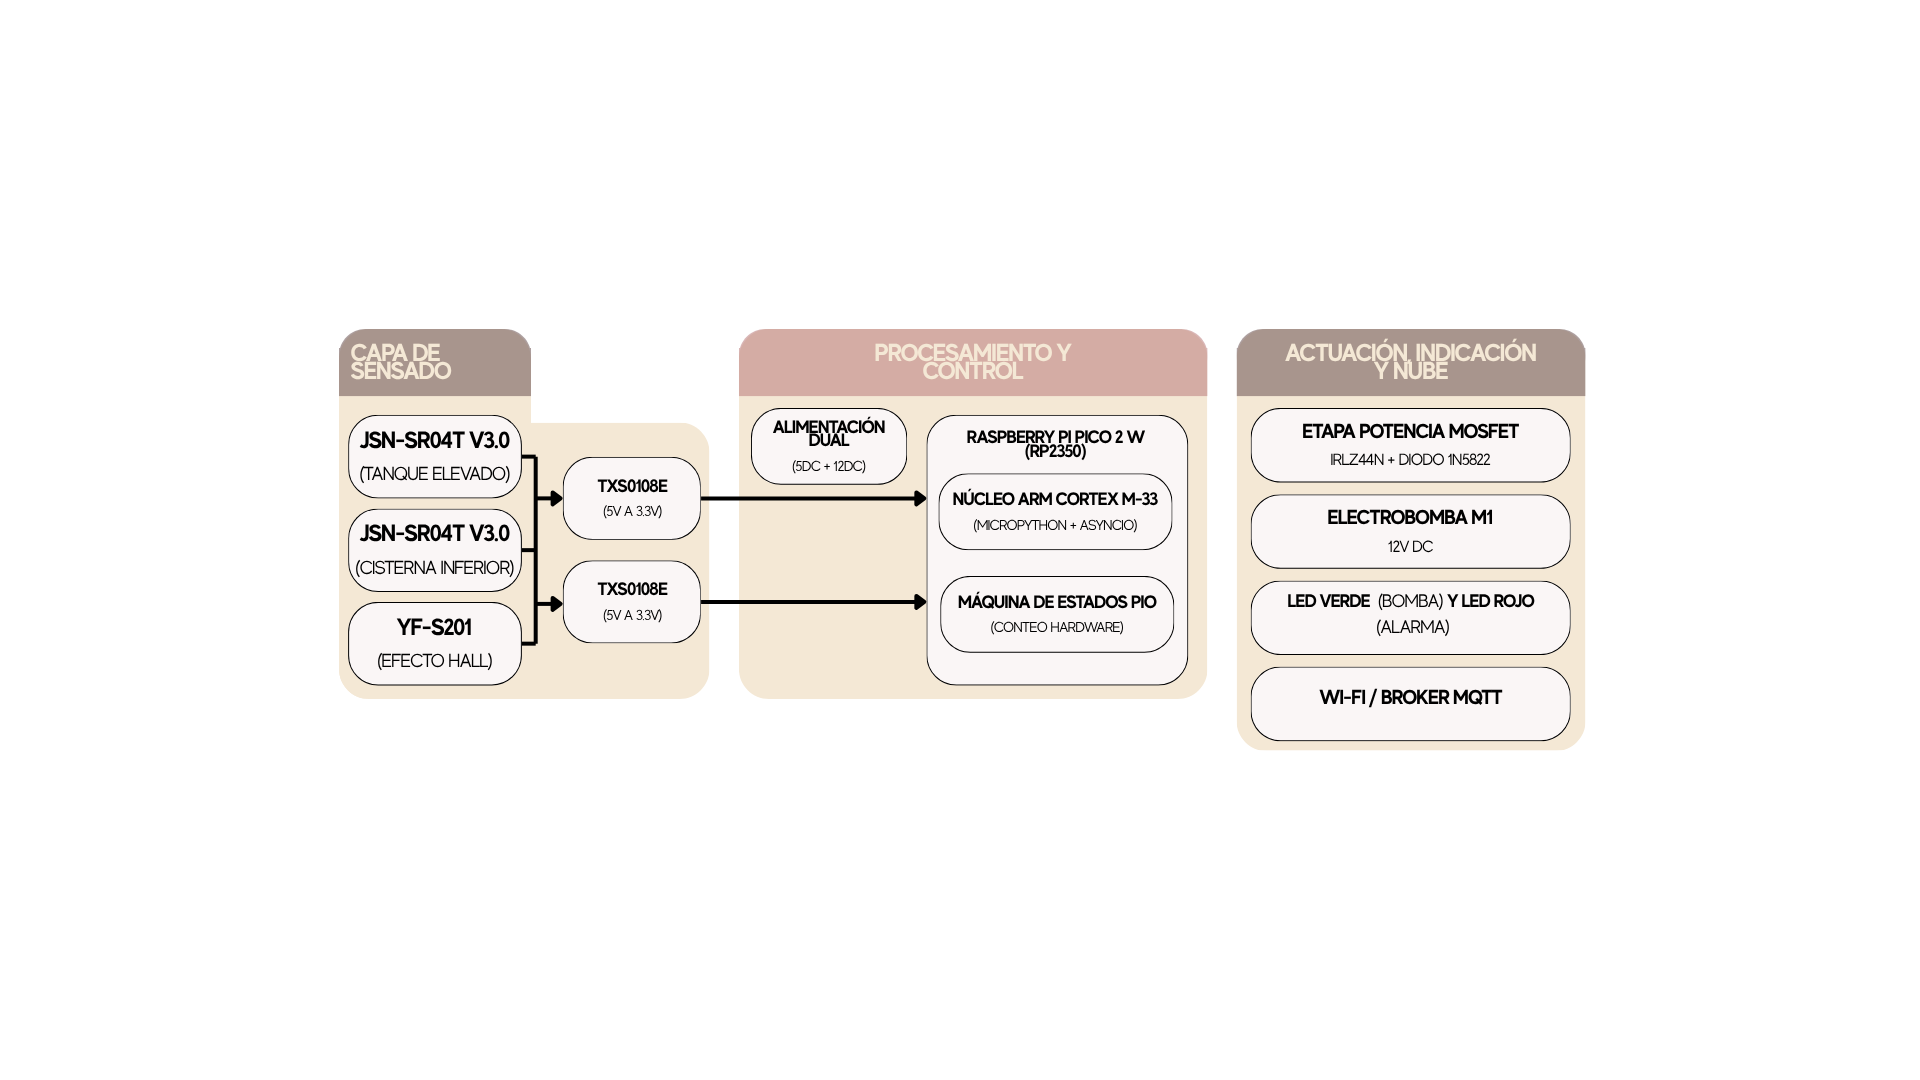 CAPA DE
SENSADO
JSN-SR04T V3.0
(TANQUE ELEVADO)
JSN-SR04T V3.0
(CISTERNA INFERIOR)
YF-S201
(EFECTO HALL)
TXS0108E
(5V A 3.3V)
TXS0108E
(5V A 3.3V)
PROCESAMIENTO Y
CONTROL
ALIMENTACIÓN
DUAL
(5DC + 12DC)
RASPBERRY PI PICO 2 W
(RP2350)
NÚCLEO ARM CORTEX M-33
(MICROPYTHON + ASYNCIO)
MÁQUINA DE ESTADOS PIO
(CONTEO HARDWARE)
ACTUACIÓN, INDICACIÓN
Y NUBE
ETAPA POTENCIA MOSFET
IRLZ44N + DIODO 1N5822
ELECTROBOMBA M1
12V DC
LED VERDE (BOMBA) Y LED ROJO
(ALARMA)
WI-FI / BROKER MQTT